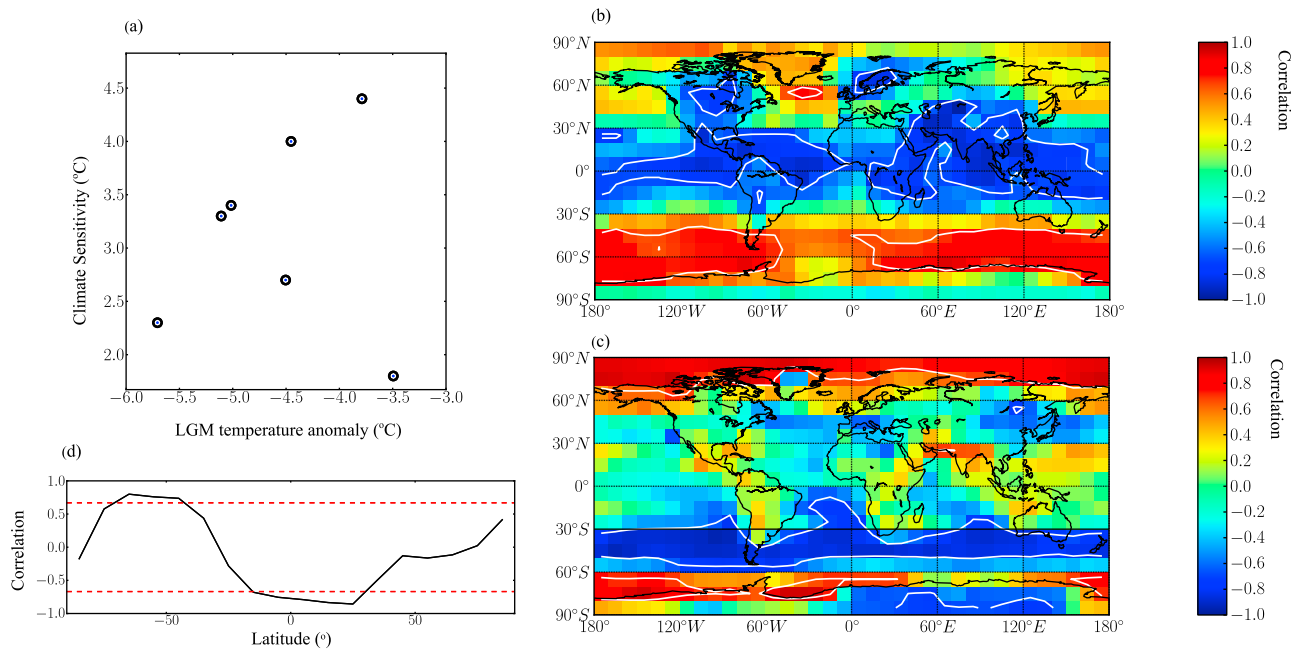 (a)
4.5
4.0
3.5
3.0
2.5
2.0
Climate Sensitivity (°C)
−6.0 −5.5 −5.0 −4.5 −4.0 −3.5 −3.0
LGM temperature anomaly (°C)
(b)
90°N
60°N
30°N
0°
30°S
60°S
90°S
180° 120°W 60°W 0° 60°E 120°E 180°
1.0
0.8
0.6
0.4
0.2
0.0
−0.2
−0.4
−0.6
−0.8
−1.0
Correlation
(c)
90°N
60°N
30°N
0°
30°S
60°S
90°S
180° 120°W 60°W 0° 60°E 120°E 180°
1.0
0.8
0.6
0.4
0.2
0.0
−0.2
−0.4
−0.6
−0.8
−1.0
Correlation
(d)
1.0
0.5
0.0
−0.5
−1.0
Correlation
−50 0 50
Latitude (°)